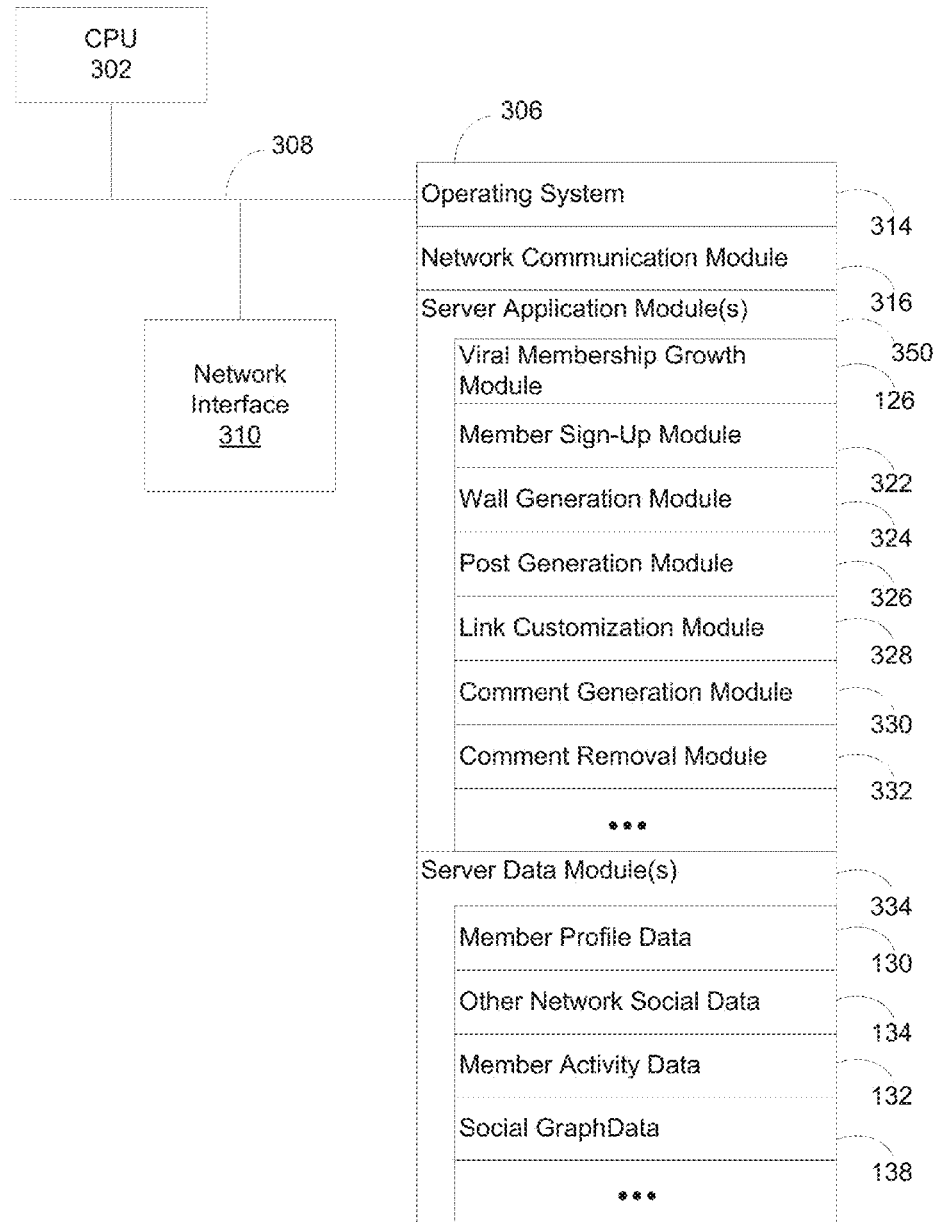 CPU
302
306
308
Operating System
314
Network Communication Module
316
Server Application Module(s)
350
Viral Membership Growth
Module
126
Network
Interface
310
Member Sign-Up Module
322
Wall Generation Module
324
Post Generation Module
326
Link Customization Module
328
Comment Generation Module
330
Comment Removal Module
332
•••
Server Data Module(s)
334
Member Profile Data
130
Other Network Social Data
134
Member Activity Data
132
Social GraphData
138
•••